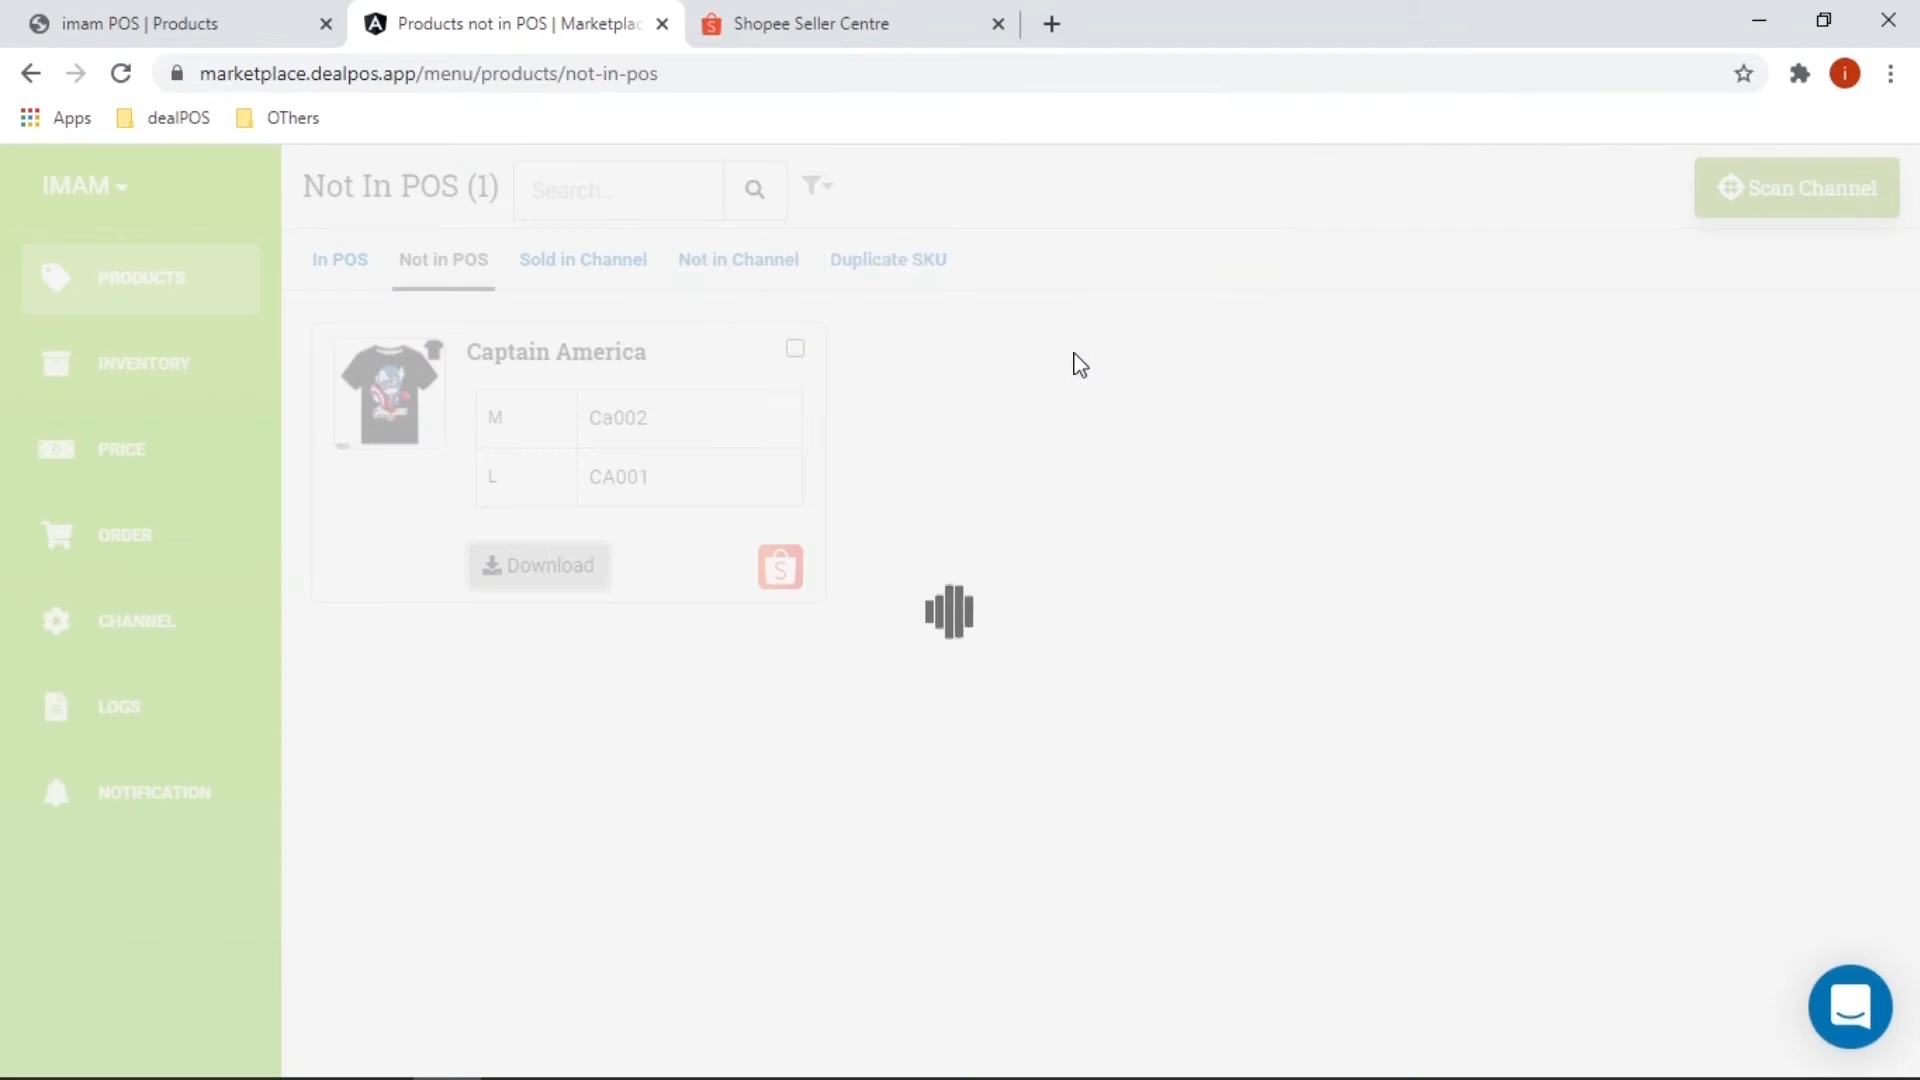 imam POS | Products
Products not in POS | Marketplac
Shopee Seller Centre
marketplace.dealpos.app/menu/products/not-in-pos
i
Apps
dealPOS
OThers
IMAM
Not In POS (1)
Search..
Scan Channel
In POS
Not in POS
Sold in Channel
Not in Channel
Duplicate SKU
PRODUCTS
INVENTORY
PRICE
ORDER
CHANNEL
LOGS
NOTIFICATION
Captain America
M Ca002
L CA001
Download
S